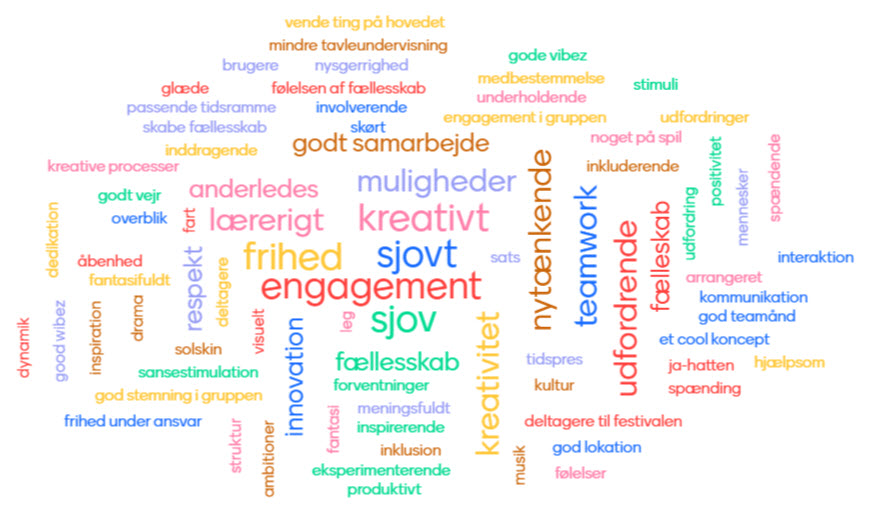 vende ting på hovedet
mindre tavleundervisning
gode vibez
brugere
nysgerrighed
medbestemmelse
stimuli
glæde
følelsen af fællesskab
underholdende
passende tidsramme
involverende
engagement i gruppen
udfordringer
skabe fællesskab
skørt
noget på spil
inddragende
godt samarbejde
positivitet
spændende
kreative processer
inkluderende
anderledes
muligheder
nytænkende
mennesker
godt vejr
teamwork
udfordring
overblik
fart
lærerigt
kreativt
fælleskab
dedikation
frihed
sjovt
udfordrende
sats
interaktion
åbenhed
respekt
deltagere
arrangeret
fantasifuldt
engagement
kommunikation
dynamik
good wibez
inspiration
drama
visuelt
leg
sjov
god teamånd
solskin
innovation
kreativitet
et cool koncept
sansestimulation
fællesskab
tidspres
ja-hatten
hjælpsom
god stemning i gruppen
forventninger
kultur
spænding
frihed under ansvar
fantasi
meningsfuldt
deltagere til festivalen
struktur
ambitioner
inspirerende
inklusion
musik
god lokation
eksperimenterende
følelser
produktivt